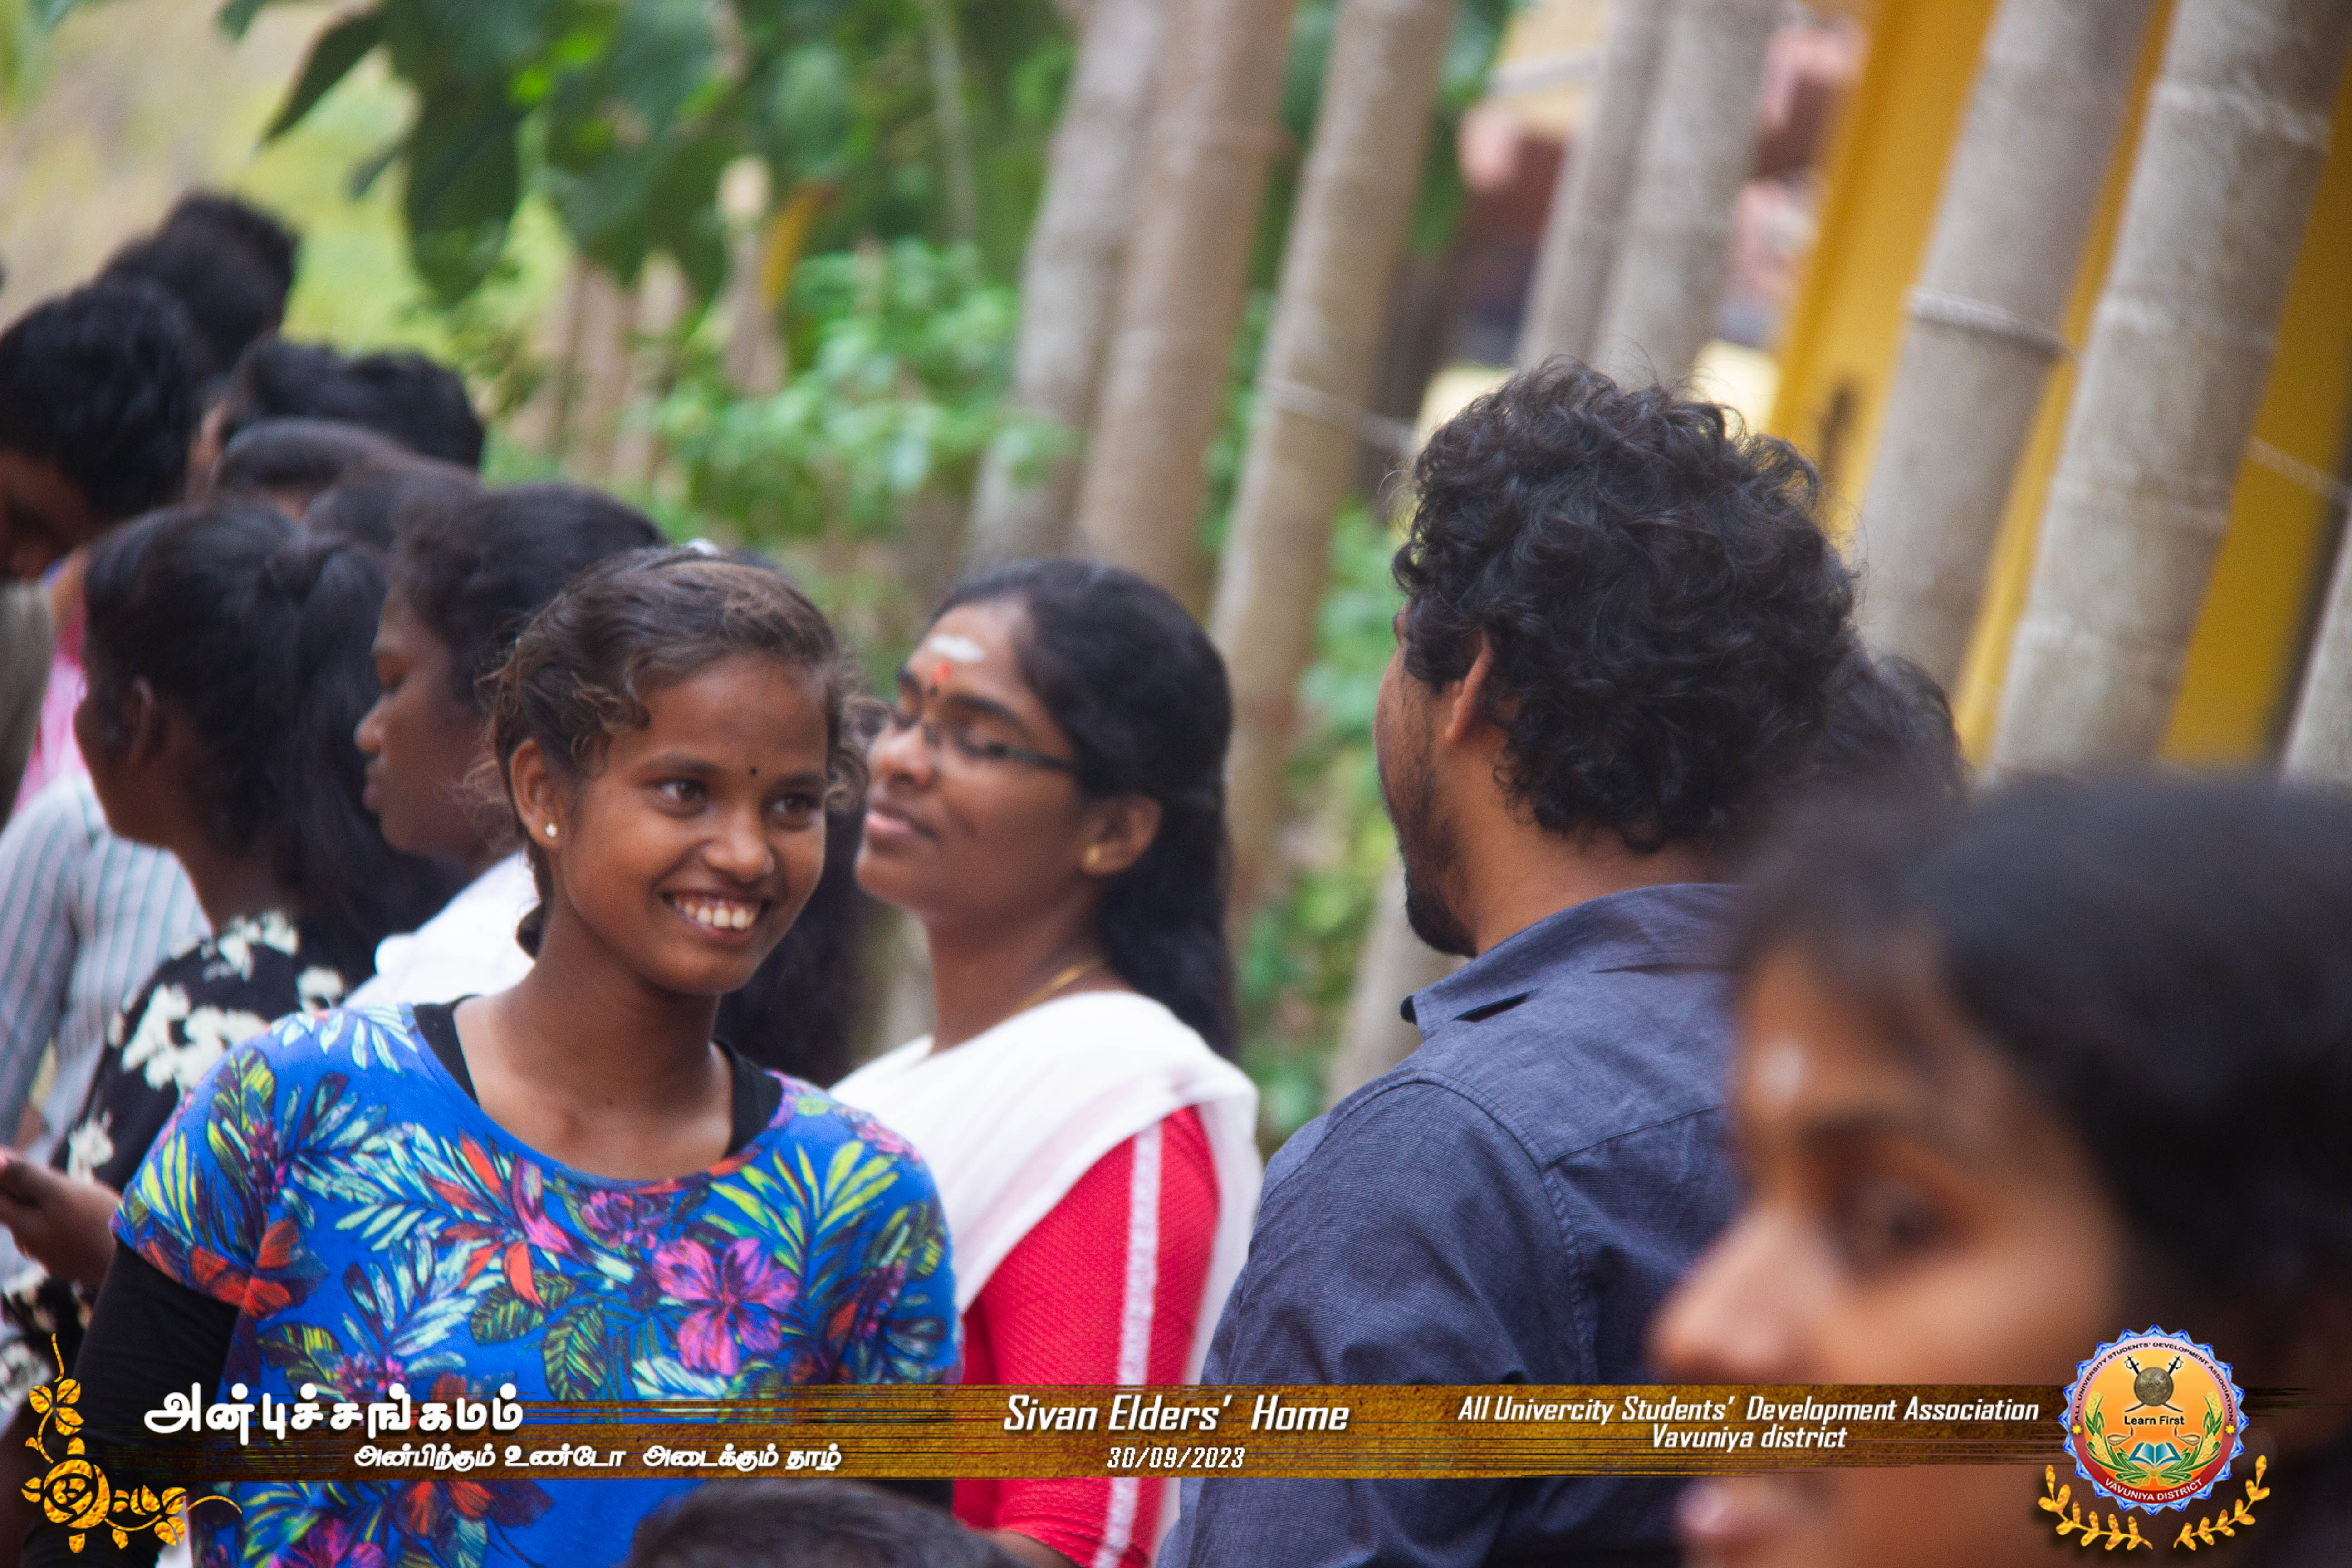 அன்புச்சங்கமம்
அன்பிற்கும் உண்டோ அடைக்கும் தாழ்
Sivan Elders' Home
30/09/2023
All Univercity Students' Development Association
Vavuniya district
ALL UNIVERSITY STUDENTS' DEVELOPMENT ASSOCIATION
Learn First
VAVUNIYA DISTRICT